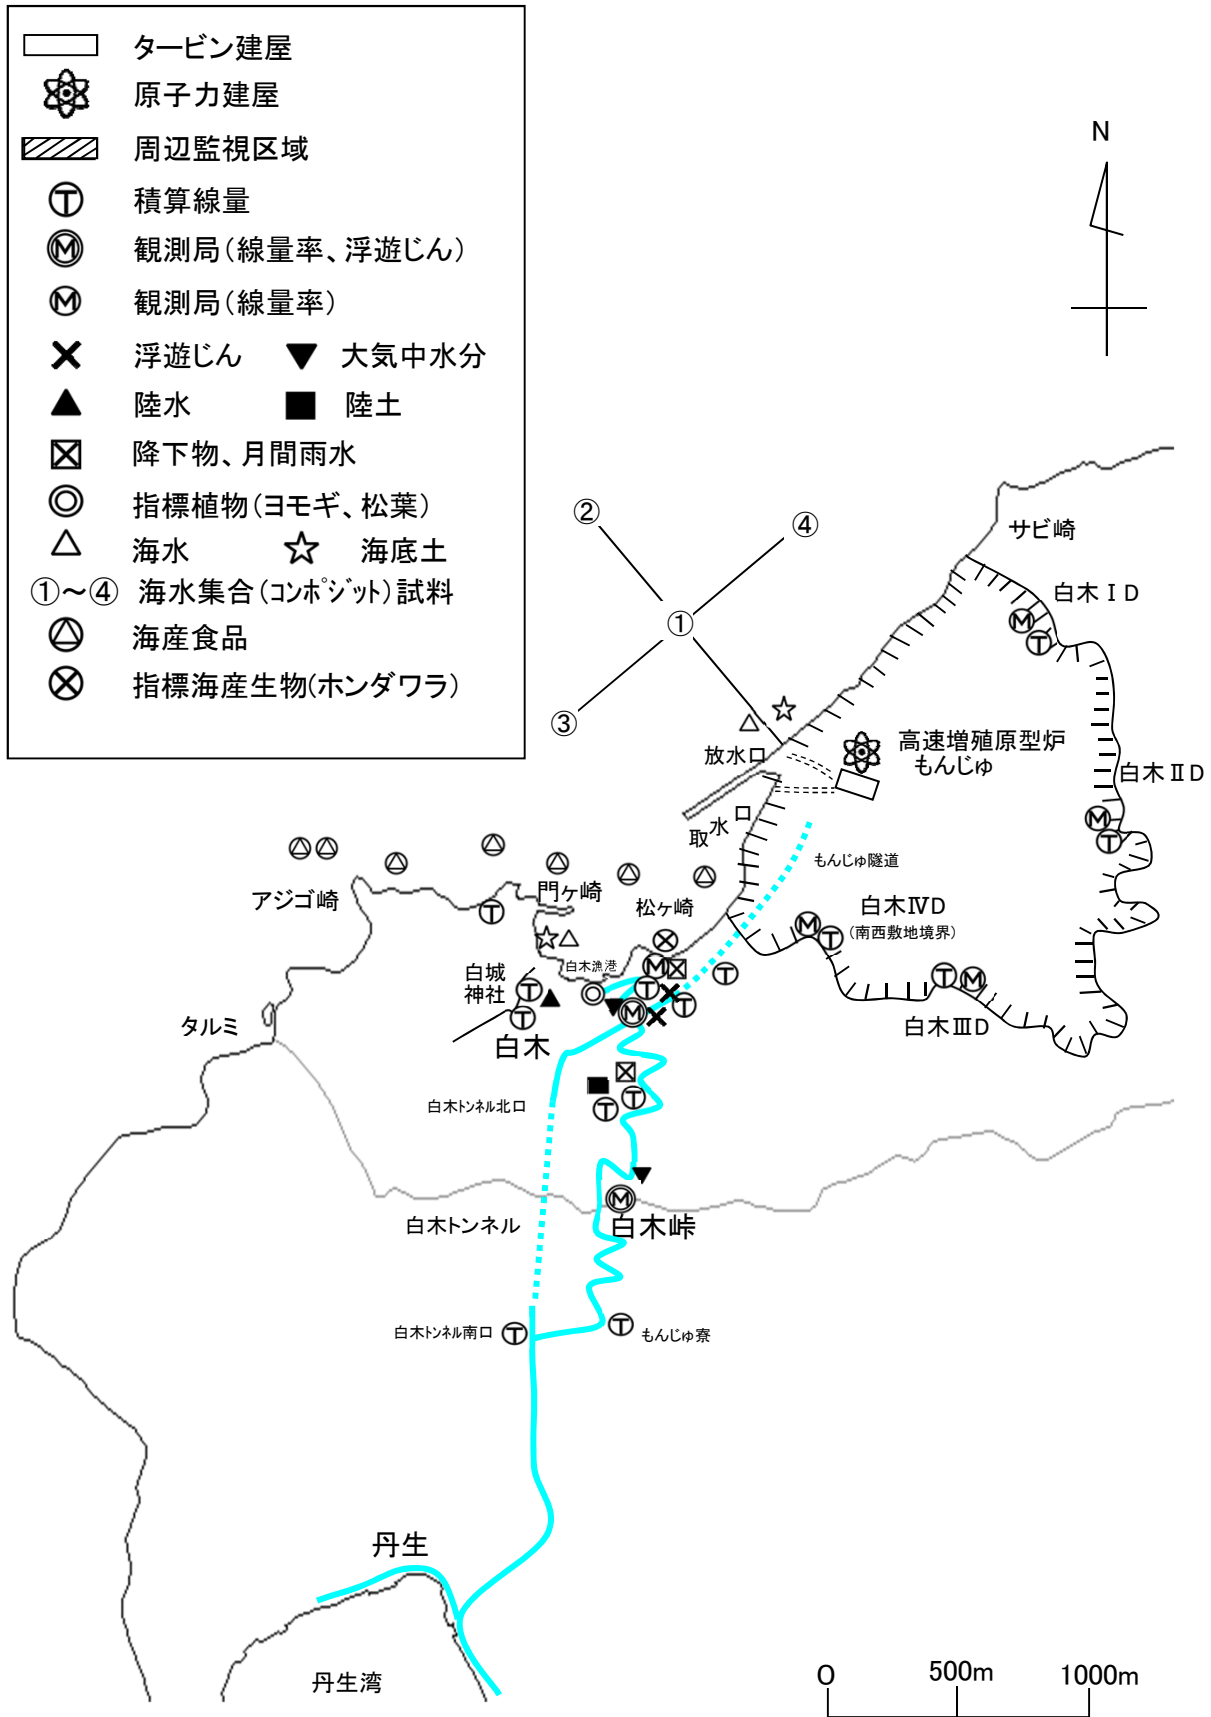 タービン建屋
原子力建屋
周辺監視区域
T 積算線量
M 観測局(線量率、浮遊じん)
M 観測局(線量率)
浮遊じん 大気中水分
陸水 陸土
降下物、月間雨水
指標植物(ヨモギ、松葉)
海水 海底土
①~④ 海水集合(コンポジット)試料
海産食品
指標海産生物(ホンダワラ)
N
②
④
①
③
サビ崎
白木ⅠD
M
T
放水口
高速増殖原型炉
もんじゅ
白木ⅡD
M
T
取水口
もんじゅ隧道
アジゴ崎
門ヶ崎
T
松ヶ崎
白木ⅣD
(南西敷地境界)
M
T
白木漁港
M
白城
神社
T
T
T
T
T
T
M
M
タルミ
白木
M
白木ⅢD
白木トンネル北口
T
T
M
白木トンネル
白木峠
白木トンネル南口
T
T
もんじゅ寮
丹生
丹生湾
0 500m 1000m